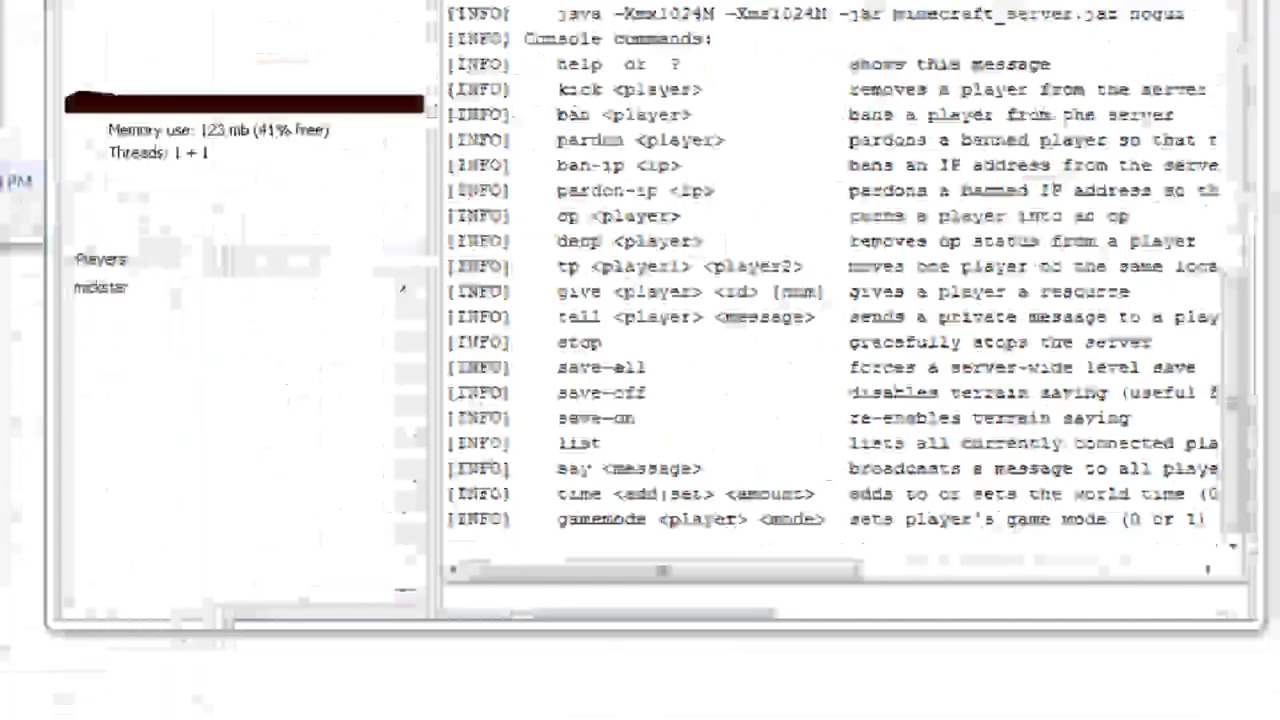 PM
Memory use: 123 mb (41% free)
Threads: 1 + 1
Players
mickster
[INFO] java -Xmx1024M -Xms1024M -jar minecraft_server.jar nogui
[INFO] Console commands:
[INFO] help or ? shows this message
[INFO] kick <player> removes a player from the server
[INFO] ban <player> bans a player from the server
[INFO] pardon <player> pardons a banned player so that t
[INFO] ban-ip <ip> bans an IP address from the serve
[INFO] pardon-ip <ip> pardons a banned IP address so th
[INFO] op <player> turns a player into an op
[INFO] deop <player> removes op status from a player
[INFO] tp <player1> <player2> moves one player to the same loca
[INFO] give <player> <id> [num] gives a player a resource
[INFO] tell <player> <message> sends a private message to a play
[INFO] stop gracefully stops the server
[INFO] save-all forces a server-wide level save
[INFO] save-off disables terrain saving (useful f
[INFO] save-on re-enables terrain saving
[INFO] list lists all currently connected pla
[INFO] say <message> broadcasts a message to all playe
[INFO] time <add|set> <amount> adds to or sets the world time (0
[INFO] gamemode <player> <mode> sets player's game mode (0 or 1)